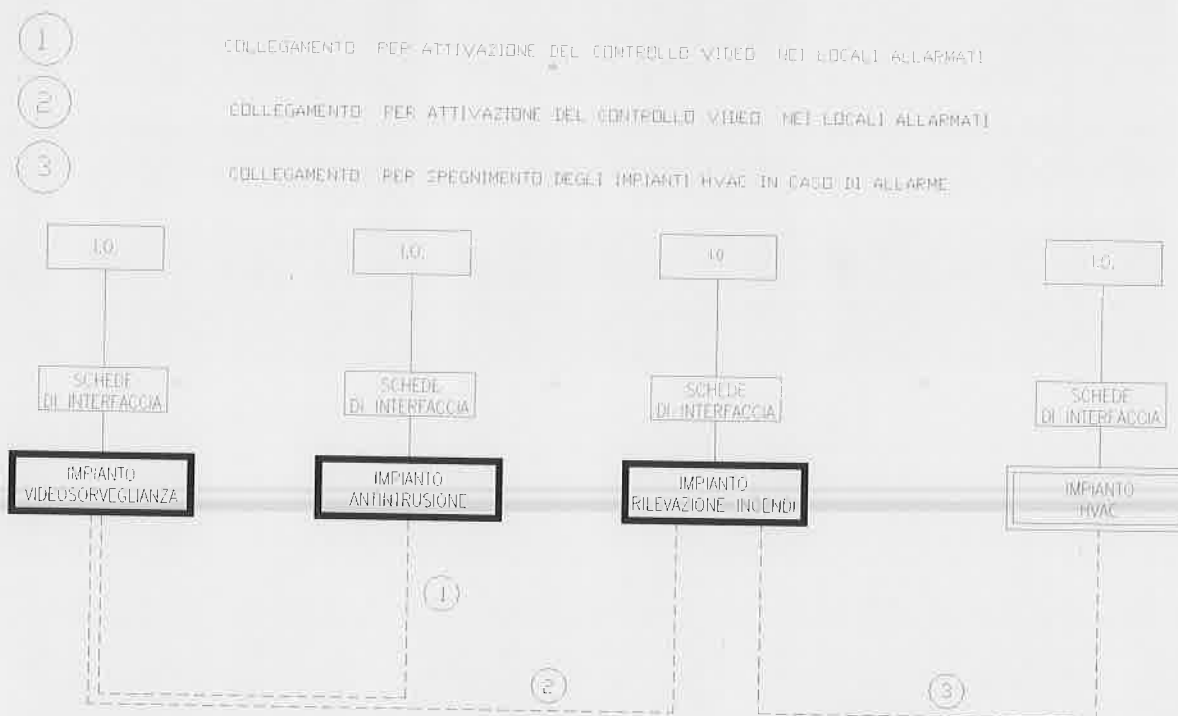 1
COLLEGAMENTO PER ATTIVAZIONE DEL CONTROLLO VIDEO NEI LOCALI ALLARMATI
2
COLLEGAMENTO PER ATTIVAZIONE DEL CONTROLLO VIDEO NEI LOCALI ALLARMATI
3
COLLEGAMENTO PER SPEGNIMENTO DEGLI IMPIANTI HVAC IN CASO DI ALLARME
I.O.
I.O.
I.O
I.O.
SCHEDE
DI INTERFACCIA
SCHEDE
DI INTERFACCIA
SCHEDE
DI INTERFACCIA
SCHEDE
DI INTERFACCIA
IMPIANTO
VIDEOSORVEGLIANZA
IMPIANTO
ANTINTRUSIONE
IMPIANTO
RILEVAZIONE INCENDI
IMPIANTO
HVAC
1
2
3